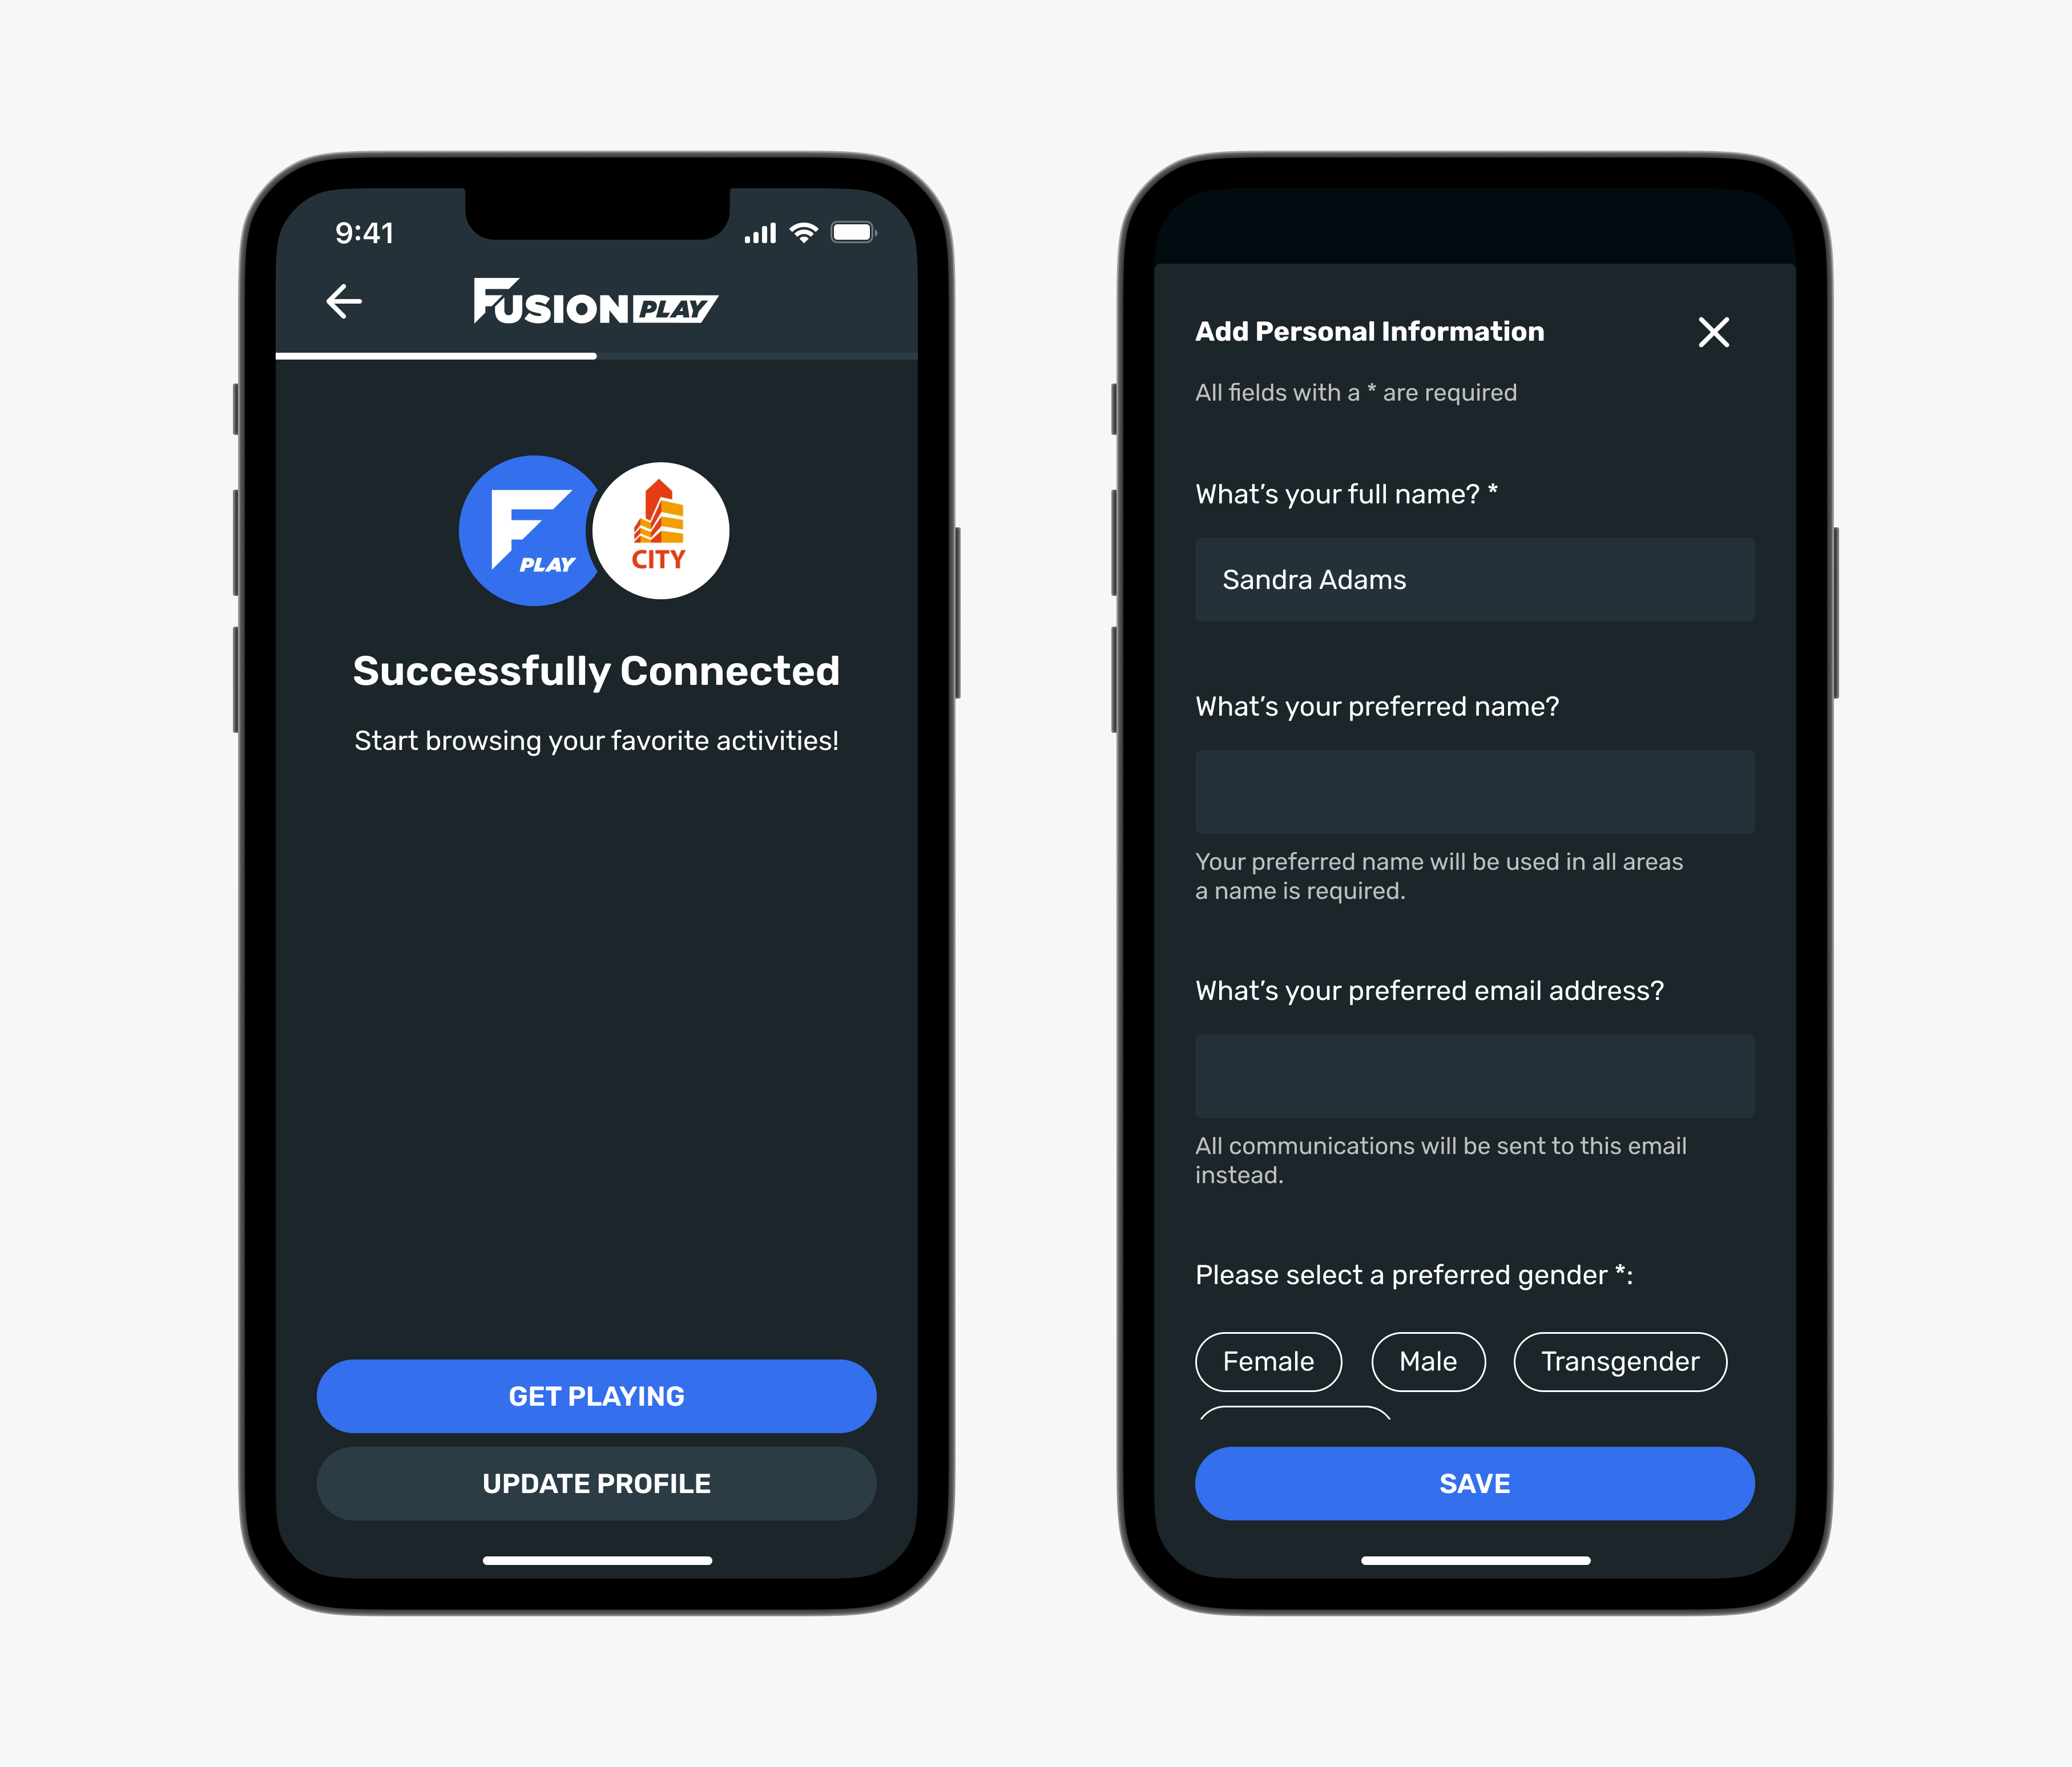 9:41
FUSION PLAY
F PLAY
CITY
Successfully Connected
Start browsing your favorite activities!
GET PLAYING
UPDATE PROFILE
Add Personal Information
All fields with a * are required
What’s your full name? *
Sandra Adams
What’s your preferred name?
Your preferred name will be used in all areas
a name is required.
What’s your preferred email address?
All communications will be sent to this email
instead.
Please select a preferred gender *:
Female Male Transgender
SAVE